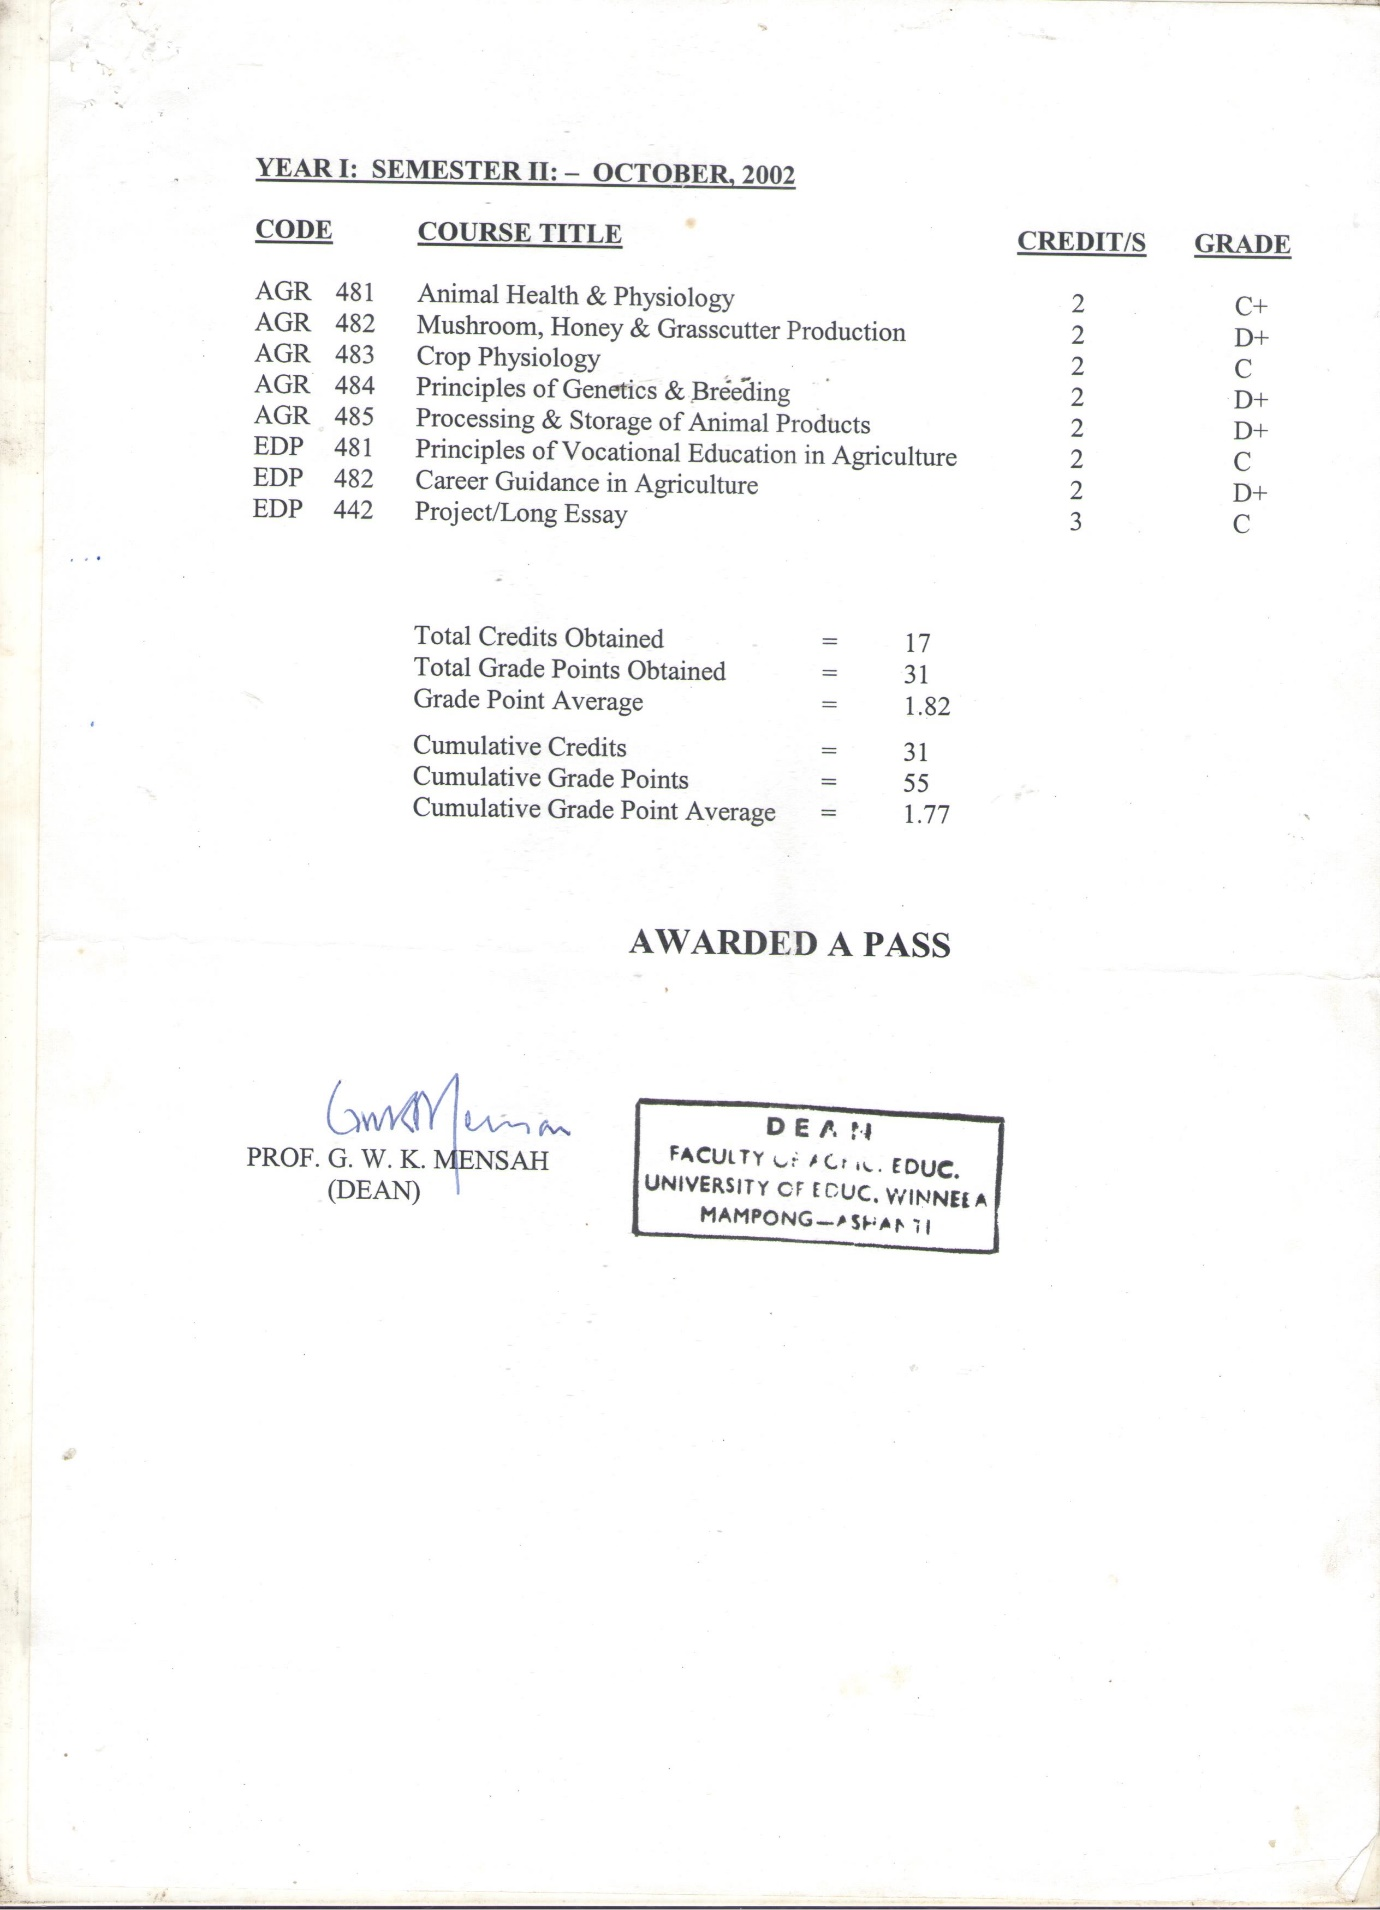 YEAR I: SEMESTER II: – OCTOBER, 2002
CODE COURSE TITLE CREDIT/S GRADE
AGR 481 Animal Health & Physiology 2 C+
AGR 482 Mushroom, Honey & Grasscutter Production 2 D+
AGR 483 Crop Physiology 2 C
AGR 484 Principles of Genetics & Breeding 2 D+
AGR 485 Processing & Storage of Animal Products 2 D+
EDP 481 Principles of Vocational Education in Agriculture 2 C
EDP 482 Career Guidance in Agriculture 2 D+
EDP 442 Project/Long Essay 3 C
Total Credits Obtained = 17
Total Grade Points Obtained = 31
Grade Point Average = 1.82
Cumulative Credits = 31
Cumulative Grade Points = 55
Cumulative Grade Point Average = 1.77
AWARDED A PASS
PROF. G. W. K. MENSAH
(DEAN)
DEAN
FACULTY OF AGRIC. EDUC.
UNIVERSITY OF EDUC. WINNEBA
MAMPONG—ASHANTI